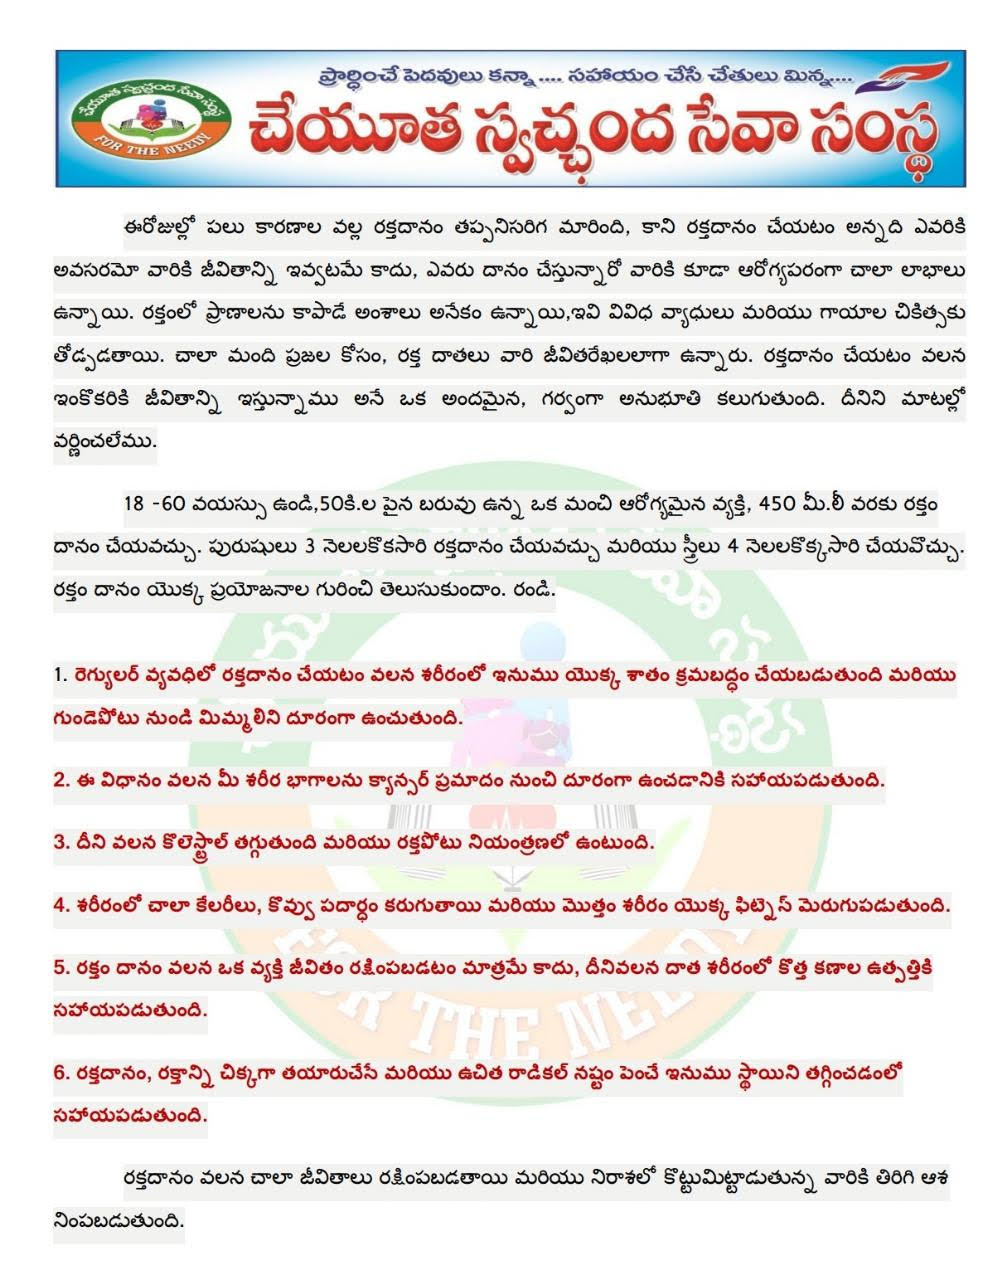 ప్రార్థించే పెదవులు కన్నా .... సహాయం చేసే చేతులు మిన్న....
చేయూత స్వచ్ఛంద సేవా సంస్థ
చేయూత స్వచ్ఛంద సేవా సంస్థ
FOR THE NEEDY
ఈరోజుల్లో పలు కారణాల వల్ల రక్తదానం తప్పనిసరిగ మారింది, కాని రక్తదానం చేయటం అన్నది ఎవరికి
అవసరమో వారికి జీవితాన్ని ఇవ్వటమే కాదు, ఎవరు దానం చేస్తున్నారో వారికి కూడా ఆరోగ్యపరంగా చాలా లాభాలు
ఉన్నాయి. రక్తంలో ప్రాణాలను కాపాడే అంశాలు అనేకం ఉన్నాయి,ఇవి వివిధ వ్యాధులు మరియు గాయాల చికిత్సకు
తోడ్పడతాయి. చాలా మంది ప్రజల కోసం, రక్త దాతలు వారి జీవితరేఖలలాగా ఉన్నారు. రక్తదానం చేయటం వలన
ఇంకొకరికి జీవితాన్ని ఇస్తున్నాము అనే ఒక అందమైన, గర్వంగా అనుభూతి కలుగుతుంది. దీనిని మాటల్లో
వర్ణించలేము.
18 -60 వయస్సు ఉండి,50కి.ల పైన బరువు ఉన్న ఒక మంచి ఆరోగ్యమైన వ్యక్తి, 450 మీ.లీ వరకు రక్తం
దానం చేయవచ్చు. పురుషులు 3 నెలలకొకసారి రక్తదానం చేయవచ్చు మరియు స్త్రీలు 4 నెలలకొక్కసారి చేయవొచ్చు.
రక్తం దానం యొక్క ప్రయోజనాల గురించి తెలుసుకుందాం. రండి.
1. రెగ్యులర్ వ్యవధిలో రక్తదానం చేయటం వలన శరీరంలో ఇనుము యొక్క శాతం క్రమబద్ధం చేయబడుతుంది మరియు
గుండెపోటు నుండి మిమ్మలిని దూరంగా ఉంచుతుంది.
2. ఈ విధానం వలన మీ శరీర భాగాలను క్యాన్సర్ ప్రమాదం నుంచి దూరంగా ఉంచడానికి సహాయపడుతుంది.
3. దీని వలన కొలెస్ట్రాల్ తగ్గుతుంది మరియు రక్తపోటు నియంత్రణలో ఉంటుంది.
4. శరీరంలో చాలా కేలరీలు, కొవ్వు పదార్ధం కరుగుతాయి మరియు మొత్తం శరీరం యొక్క ఫిట్నెస్ మెరుగుపడుతుంది.
5. రక్తం దానం వలన ఒక వ్యక్తి జీవితం రక్షింపబడటం మాత్రమే కాదు, దీనివలన దాత శరీరంలో కొత్త కణాల ఉత్పత్తికి
సహాయపడుతుంది.
6. రక్తదానం, రక్తాన్ని చిక్కగా తయారుచేసే మరియు ఉచిత రాడికల్ నష్టం పెంచే ఇనుము స్థాయిని తగ్గించడంలో
సహాయపడుతుంది.
FOR THE NEEDY
రక్తదానం వలన చాలా జీవితాలు రక్షింపబడతాయి మరియు నిరాశలో కొట్టుమిట్టాడుతున్న వారికి తిరిగి ఆశ
నింపబడుతుంది.